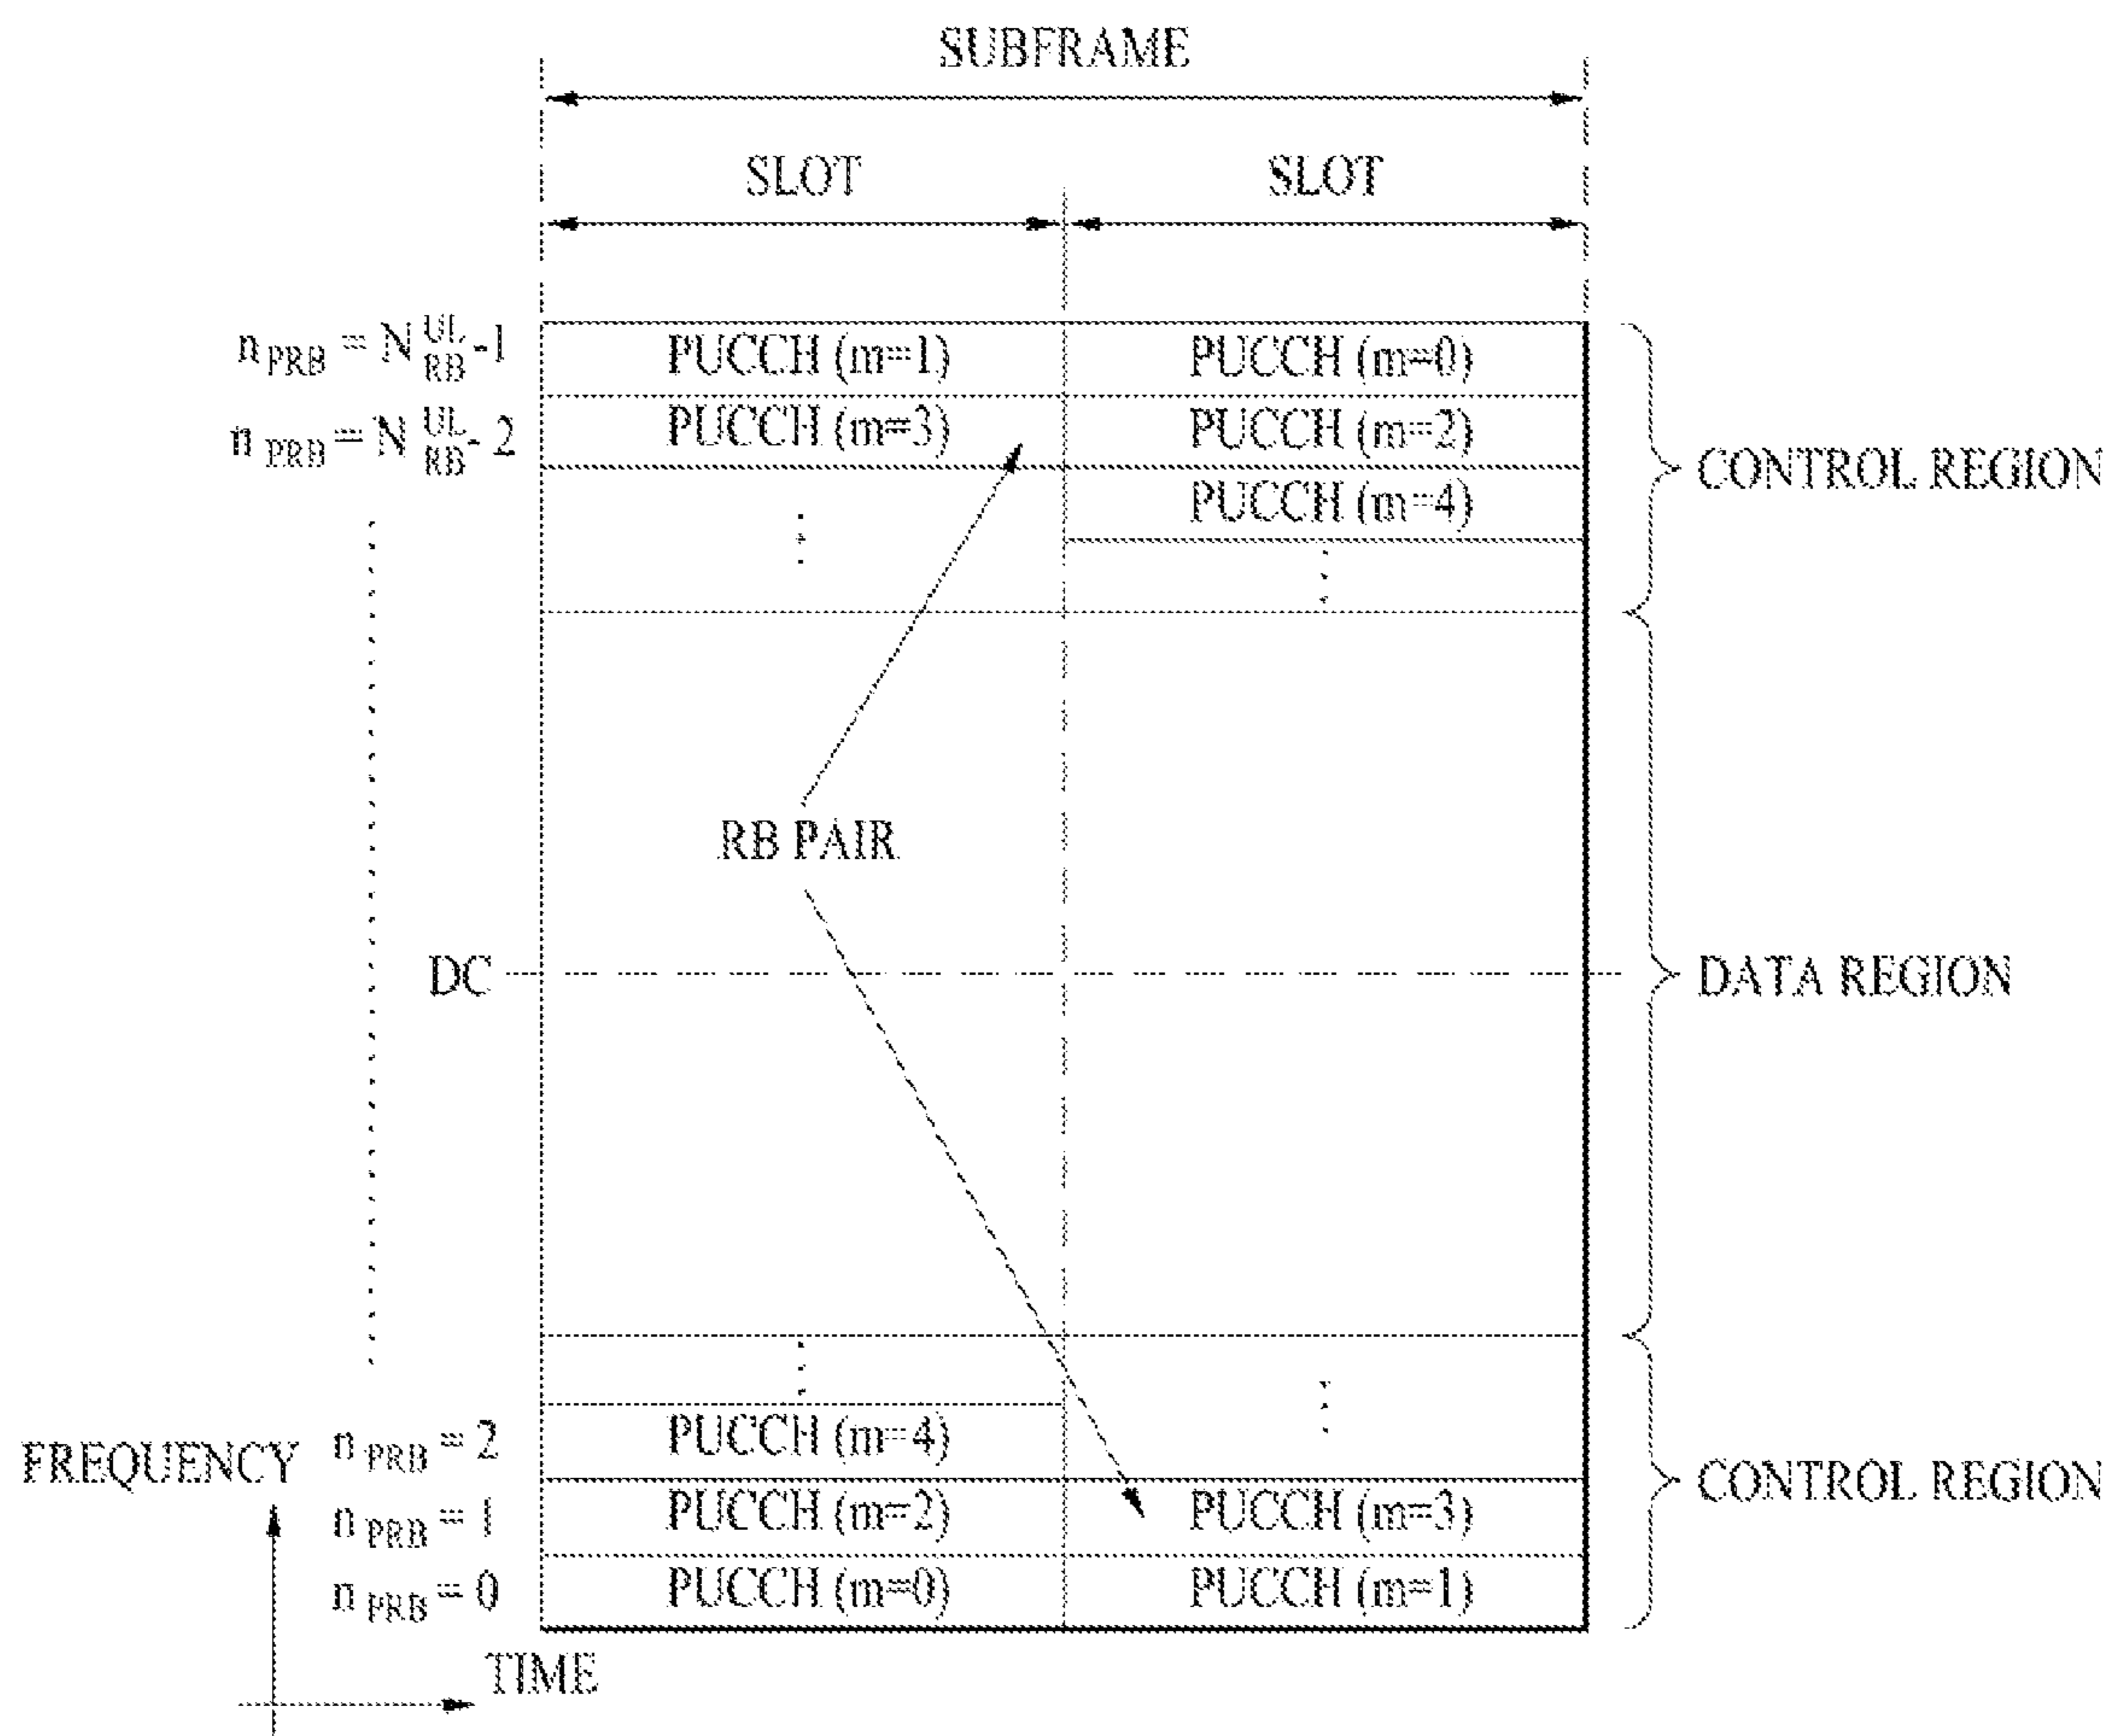 SUBFRAME
SLOT SLOT
n PRB = N UL RB -1 PUCCH (m=1) PUCCH (m=0)
n PRB = N UL RB - 2 PUCCH (m=3) PUCCH (m=2)
CONTROL REGION
PUCCH (m=4)
RB PAIR
DC DATA REGION
n PRB = 2 PUCCH (m=4)
FREQUENCY CONTROL REGION
n PRB = 1 PUCCH (m=2) PUCCH (m=3)
n PRB = 0 PUCCH (m=0) PUCCH (m=1)
TIME